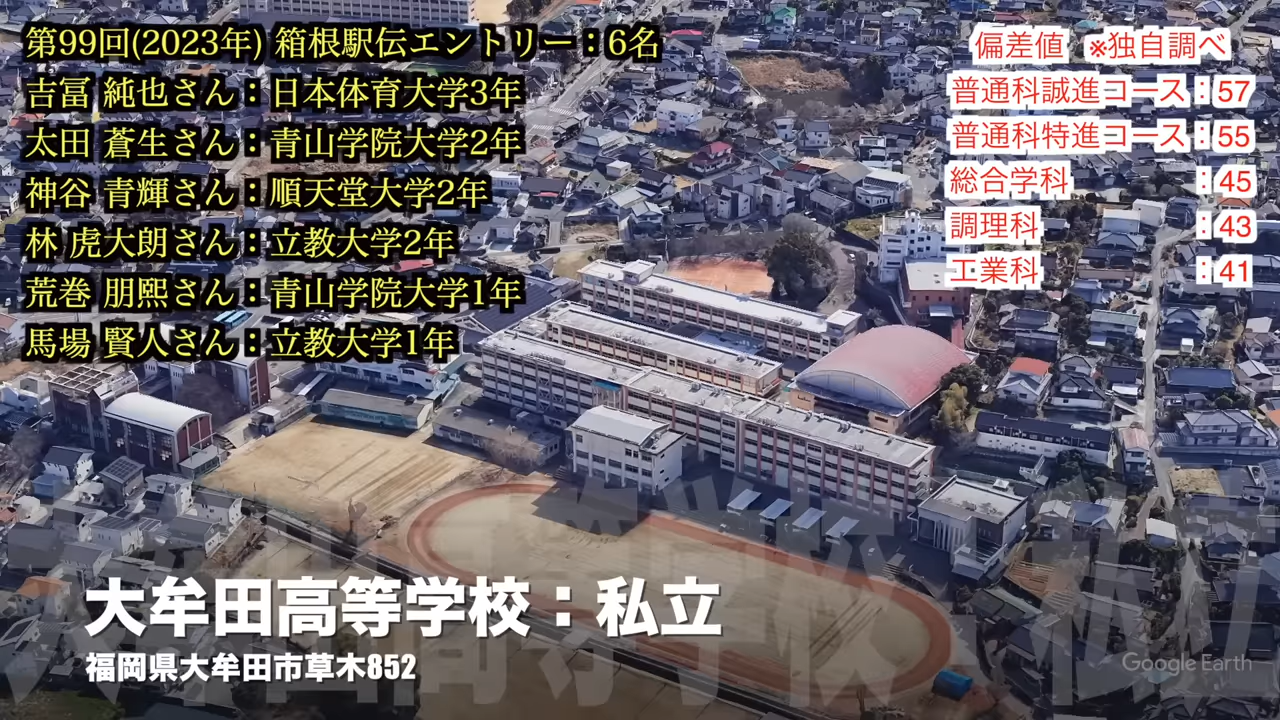 第99回(2023年) 箱根駅伝エントリー：6名
吉冨 純也さん：日本体育大学3年
太田 蒼生さん：青山学院大学2年
神谷 青輝さん：順天堂大学2年
林 虎大朗さん：立教大学2年
荒巻 朋熙さん：青山学院大学1年
馬場 賢人さん：立教大学1年
偏差値 ※独自調べ
普通科誠進コース：57
普通科特進コース：55
総合学科：45
調理科：43
工業科：41
大牟田高等学校：私立
福岡県大牟田市草木852
Google Earth